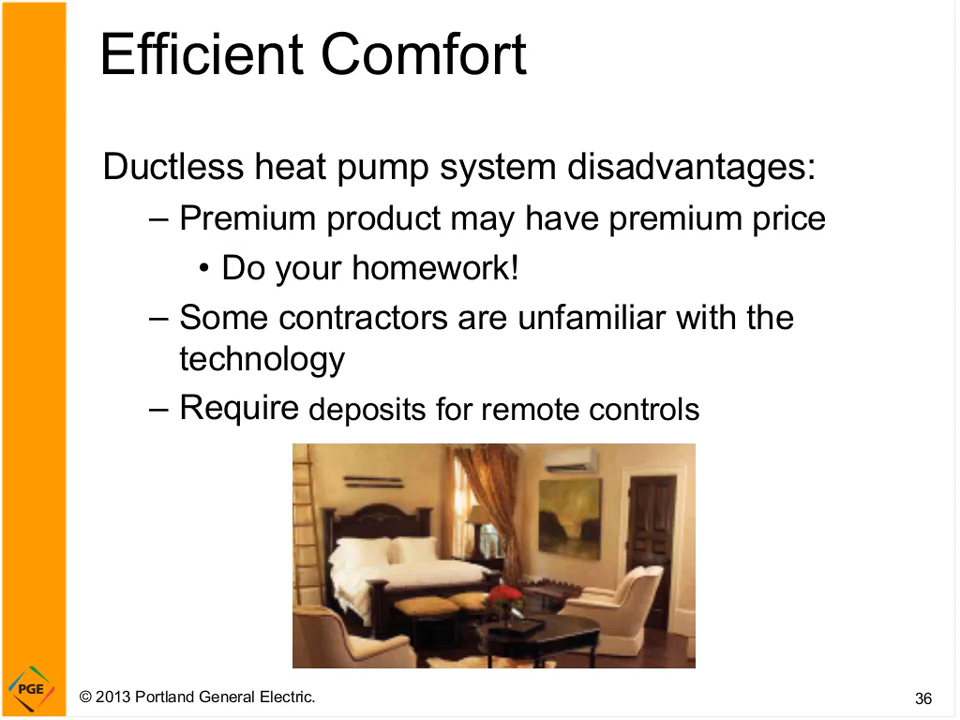 Efficient Comfort
Ductless heat pump system disadvantages:
– Premium product may have premium price
• Do your homework!
– Some contractors are unfamiliar with the
technology
– Require deposits for remote controls
PGE
© 2013 Portland General Electric.
36